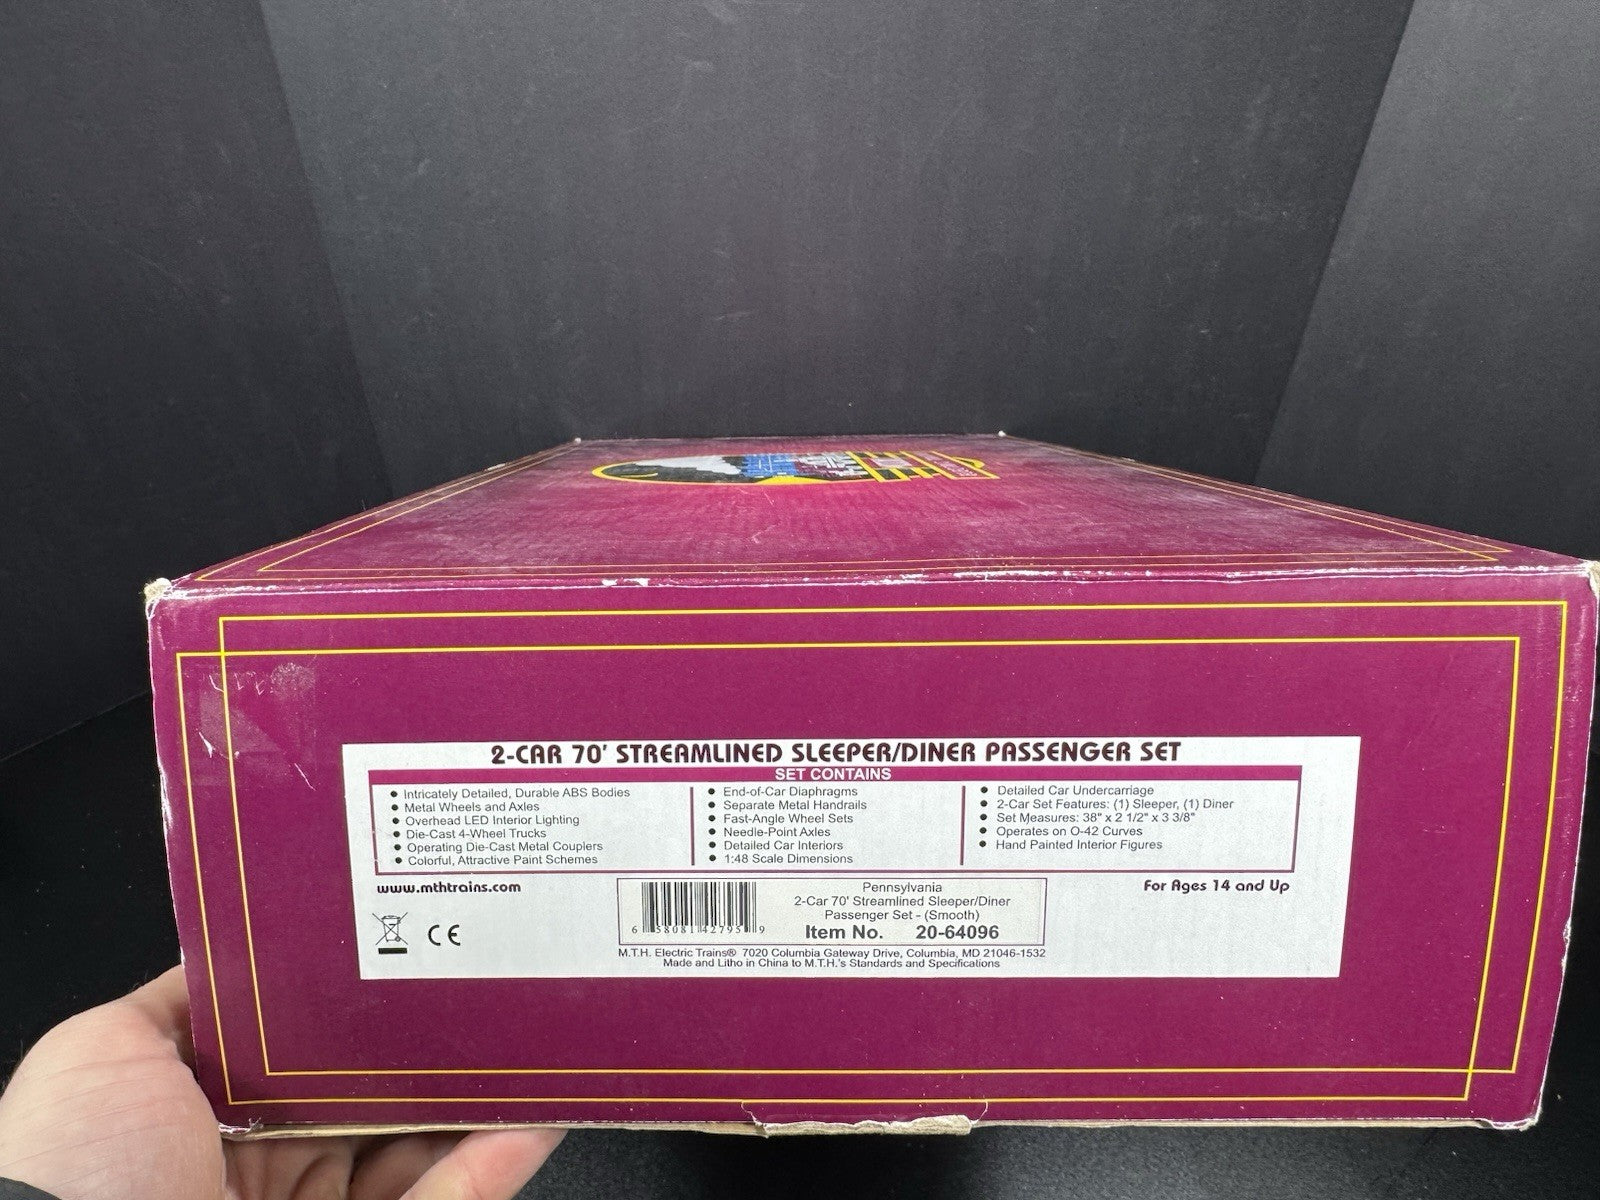 2-CAR 70' STREAMLINED SLEEPER/DINER PASSENGER SET
SET CONTAINS
• Intricately Detailed, Durable ABS Bodies
• Metal Wheels and Axles
• Overhead LED Interior Lighting
• Die-Cast 4-Wheel Trucks
• Operating Die-Cast Metal Couplers
• Colorful, Attractive Paint Schemes
• End-of-Car Diaphragms
• Separate Metal Handrails
• Fast-Angle Wheel Sets
• Needle-Point Axles
• Detailed Car Interiors
• 1:48 Scale Dimensions
• Detailed Car Undercarriage
• 2-Car Set Features: (1) Sleeper, (1) Diner
• Set Measures: 38" x 2 1/2" x 3 3/8"
• Operates on O-42 Curves
• Hand Painted Interior Figures
www.mthtrains.com
For Ages 14 and Up
CE
6 58081 42795 9
Pennsylvania
2-Car 70' Streamlined Sleeper/Diner
Passenger Set - (Smooth)
Item No. 20-64096
M.T.H. Electric Trains® 7020 Columbia Gateway Drive, Columbia, MD 21046-1532
Made and Litho in China to M.T.H.'s Standards and Specifications